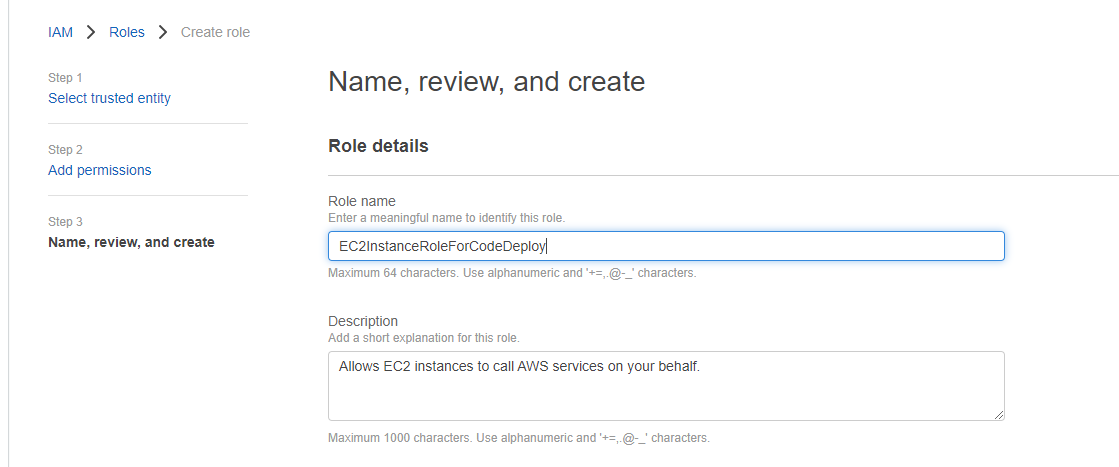 IAM > Roles > Create role
Step 1
Select trusted entity
Step 2
Add permissions
Step 3
Name, review, and create
Name, review, and create
Role details
Role name
Enter a meaningful name to identify this role.
EC2InstanceRoleForCodeDeploy
Maximum 64 characters. Use alphanumeric and '+=,.@-_' characters.
Description
Add a short explanation for this role.
Allows EC2 instances to call AWS services on your behalf.
Maximum 1000 characters. Use alphanumeric and '+=,.@-_' characters.